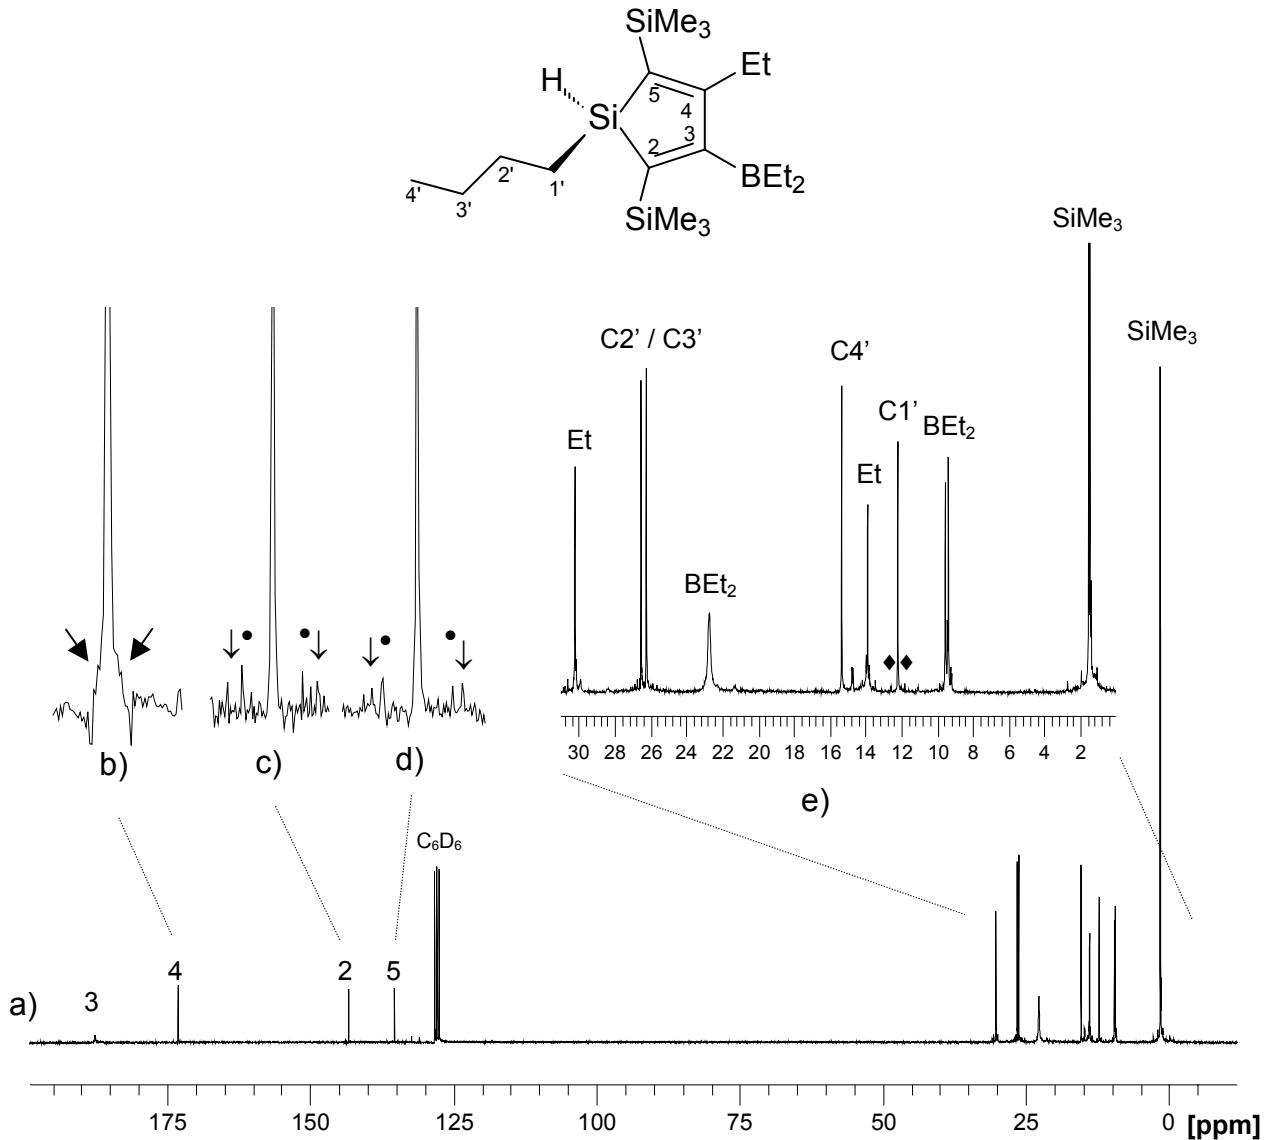 SiMe3
Et
H
5
4
Si
3
2
2'
4'
1'
BEt2
3'
SiMe3
SiMe3
SiMe3
C2' / C3'
C4'
C1'
BEt2
Et
Et
BEt2
30 28 26 24 22 20 18 16 14 12 10 8 6 4 2
b)
c)
d)
e)
C6D6
4
2
5
a)
3
175 150 125 100 75 50 25 0 [ppm]